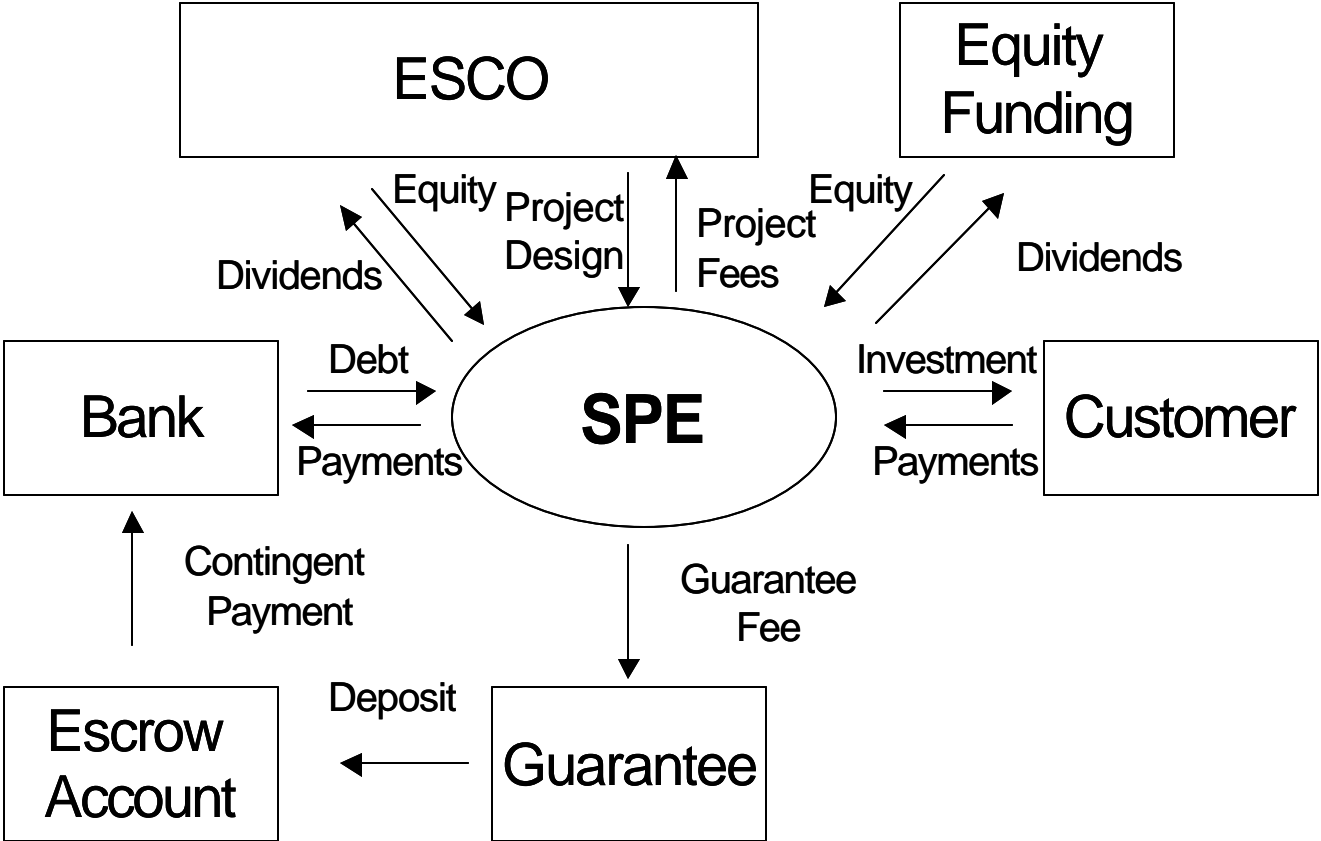 ESCO
Equity
Funding
Equity
Project
Design
Project
Fees
Equity
Dividends
Dividends
Bank
Debt
Payments
SPE
Investment
Payments
Customer
Contingent
Payment
Guarantee
Fee
Escrow
Account
Deposit
Guarantee